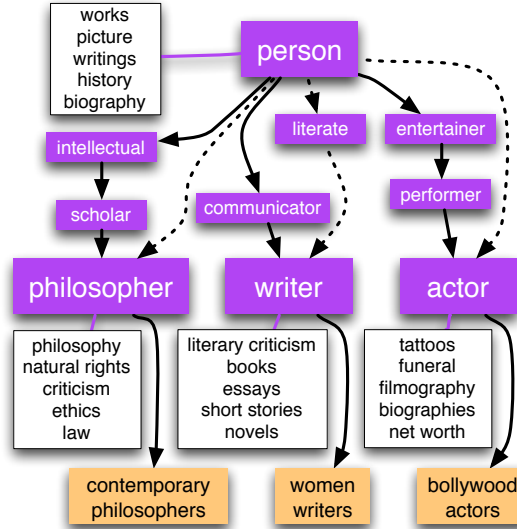 works
picture
writings
history
biography
person
intellectual
literate
entertainer
scholar
communicator
performer
philosopher
writer
actor
philosophy
natural rights
criticism
ethics
law
literary criticism
books
essays
short stories
novels
tattoos
funeral
filmography
biographies
net worth
contemporary
philosophers
women
writers
bollywood
actors